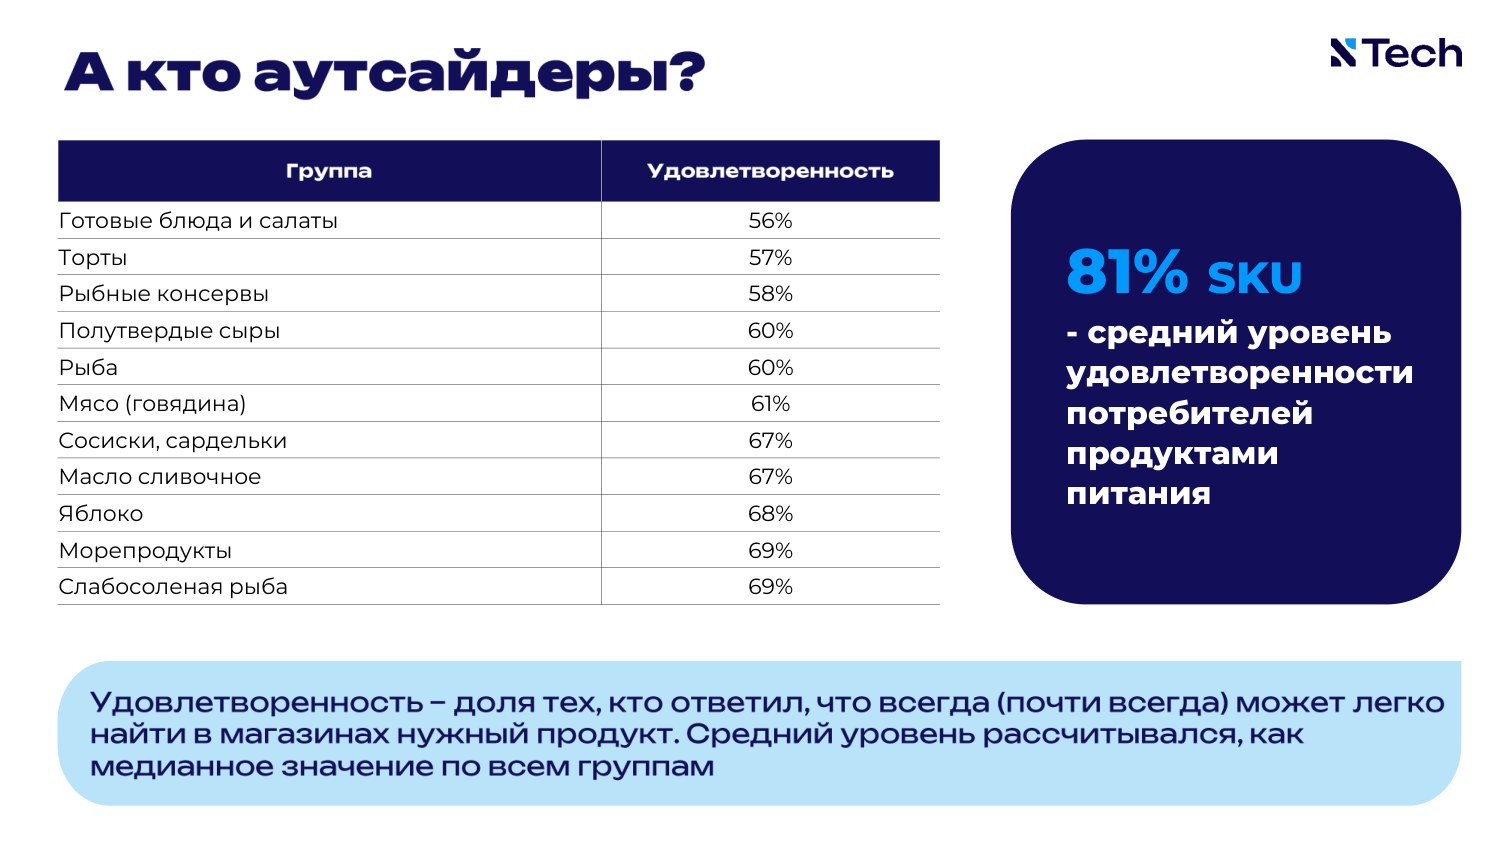 А кто аутсайдеры?
Tech
Группа Удовлетворенность
Готовые блюда и салаты 56%
Торты 57%
Рыбные консервы 58%
Полутвердые сыры 60%
Рыба 60%
Мясо (говядина) 61%
Сосиски, сардельки 67%
Масло сливочное 67%
Яблоко 68%
Морепродукты 69%
Слабосоленая рыба 69%
81% SKU
- средний уровень
удовлетворенности
потребителей
продуктами
питания
Удовлетворенность – доля тех, кто ответил, что всегда (почти всегда) может легко
найти в магазинах нужный продукт. Средний уровень рассчитывался, как
медианное значение по всем группам